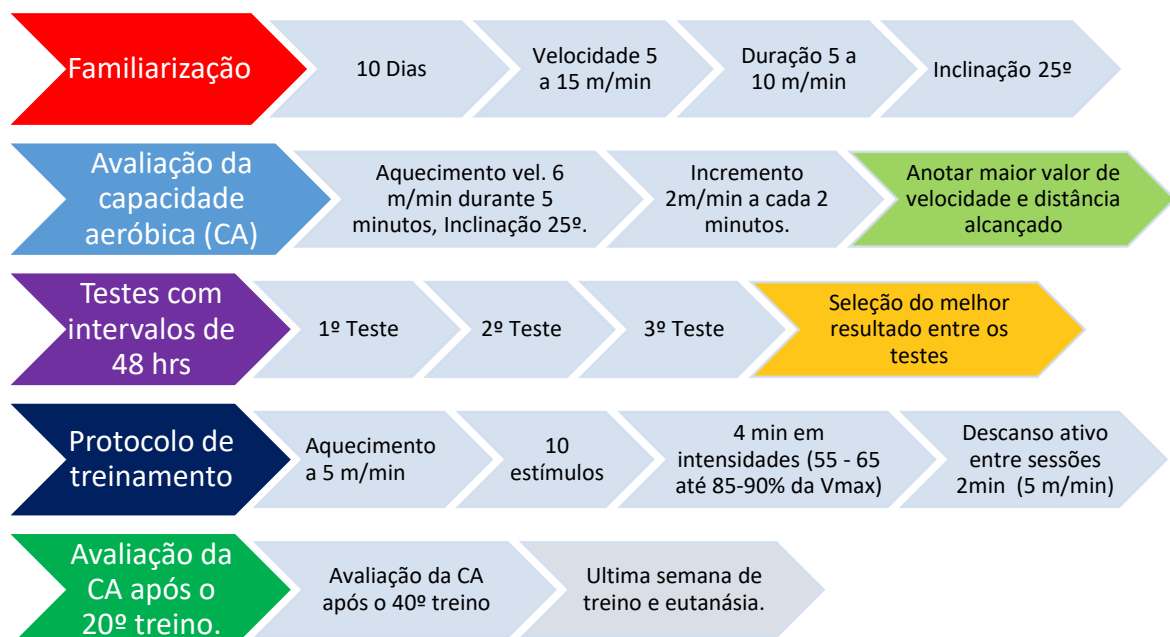 Familiarização
10 Dias
Velocidade 5
a 15 m/min
Duração 5 a
10 m/min
Inclinação 25º
Avaliação da
capacidade
aeróbica (CA)
Aquecimento vel. 6
m/min durante 5
minutos, Inclinação 25º.
Incremento
2m/min a cada 2
minutos.
Anotar maior valor de
velocidade e distância
alcançado
Testes com
intervalos de
48 hrs
1º Teste
2º Teste
3º Teste
Seleção do melhor
resultado entre os
testes
Protocolo de
treinamento
Aquecimento
a 5 m/min
10
estímulos
4 min em
intensidades (55 - 65
até 85-90% da Vmax)
Descanso ativo
entre sessões
2min (5 m/min)
Avaliação da
CA após o
20º treino.
Avaliação da CA
após o 40º treino
Ultima semana de
treino e eutanásia.